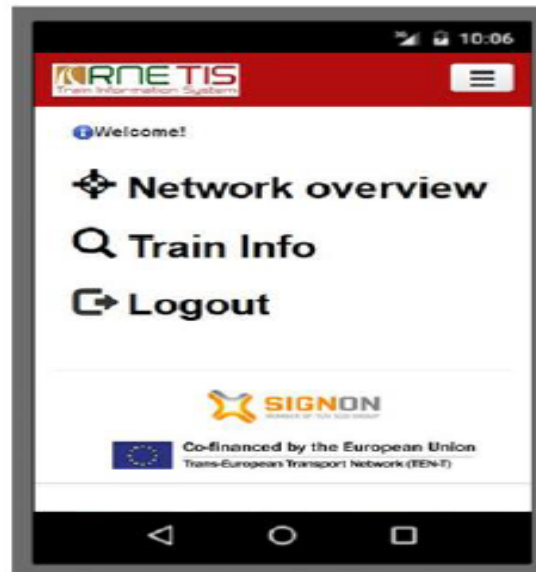 10:06
RNE TIS
Train Information System
Welcome!
Network overview
Train Info
Logout
SIGNON
Co-financed by the European Union
Trans-European Transport Network (TEN-T)